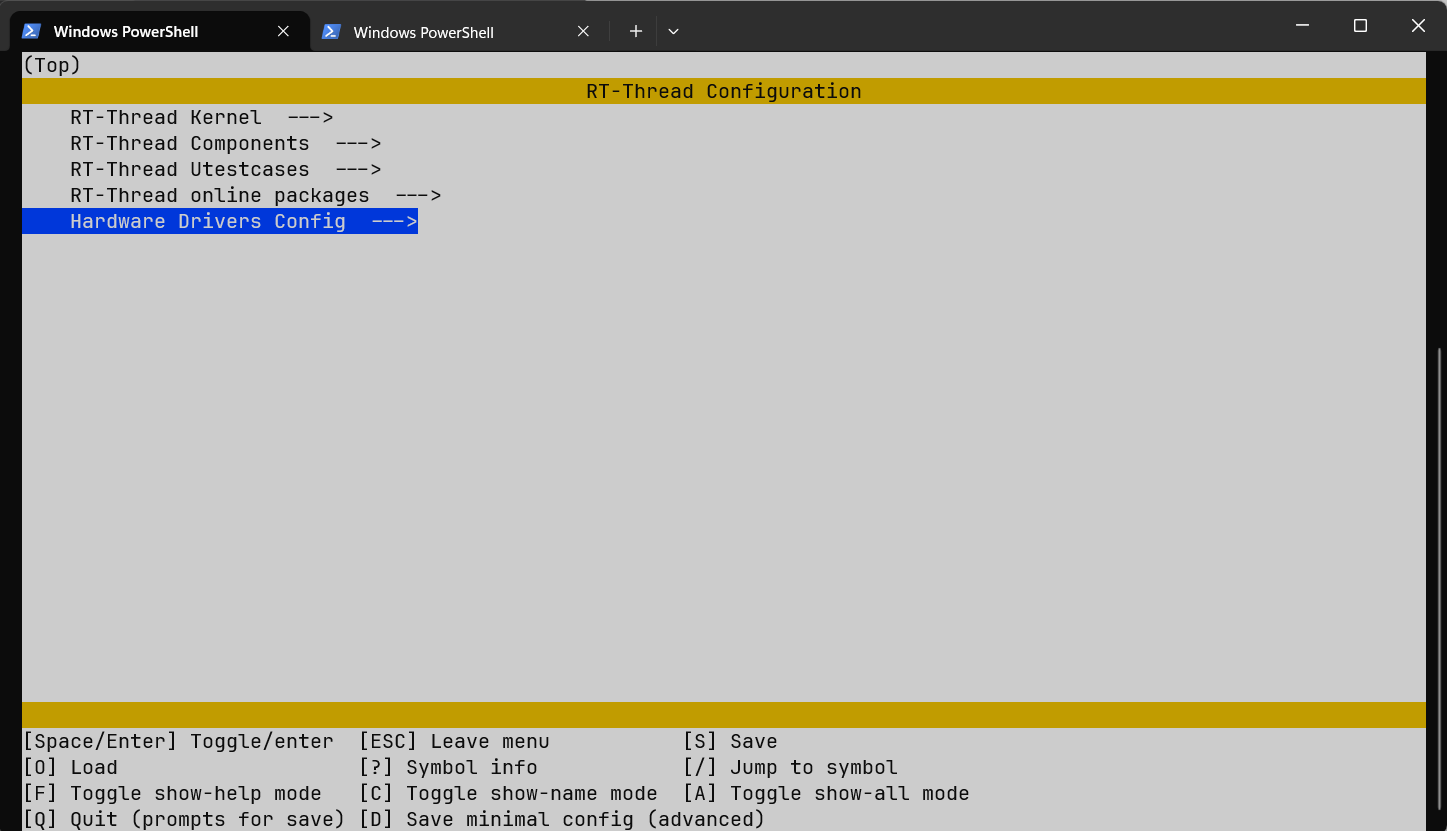 Windows PowerShell Windows PowerShell
(Top)
RT-Thread Configuration
RT-Thread Kernel --->
RT-Thread Components --->
RT-Thread Utestcases --->
RT-Thread online packages --->
Hardware Drivers Config --->
[Space/Enter] Toggle/enter [ESC] Leave menu [S] Save
[O] Load [?] Symbol info [/] Jump to symbol
[F] Toggle show-help mode [C] Toggle show-name mode [A] Toggle show-all mode
[Q] Quit (prompts for save) [D] Save minimal config (advanced)